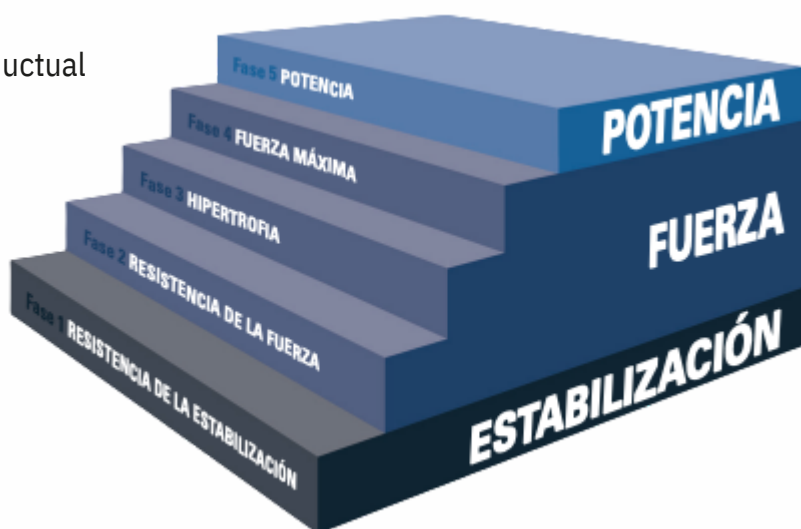 uctual
Fase 5 POTENCIA
Fase 4 FUERZA MÁXIMA
Fase 3 HIPERTROFIA
Fase 2 RESISTENCIA DE LA FUERZA
Fase 1 RESISTENCIA DE LA ESTABILIZACIÓN
POTENCIA
FUERZA
ESTABILIZACIÓN